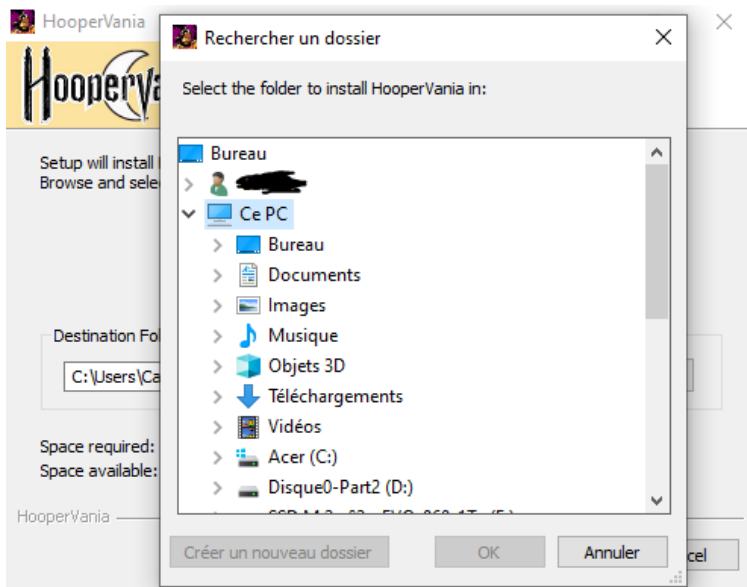 HooperVania
Rechercher un dossier
Hooperva
Select the folder to install HooperVania in:
Setup will install
Browse and sele
Bureau
Ce PC
Bureau
Documents
Images
Musique
Objets 3D
Téléchargements
Vidéos
Acer (C:)
Disque0-Part2 (D:)
Destination Fol
C:\Users\Ca
Space required:
Space available:
HooperVania
Créer un nouveau dossier
OK
Annuler
cel